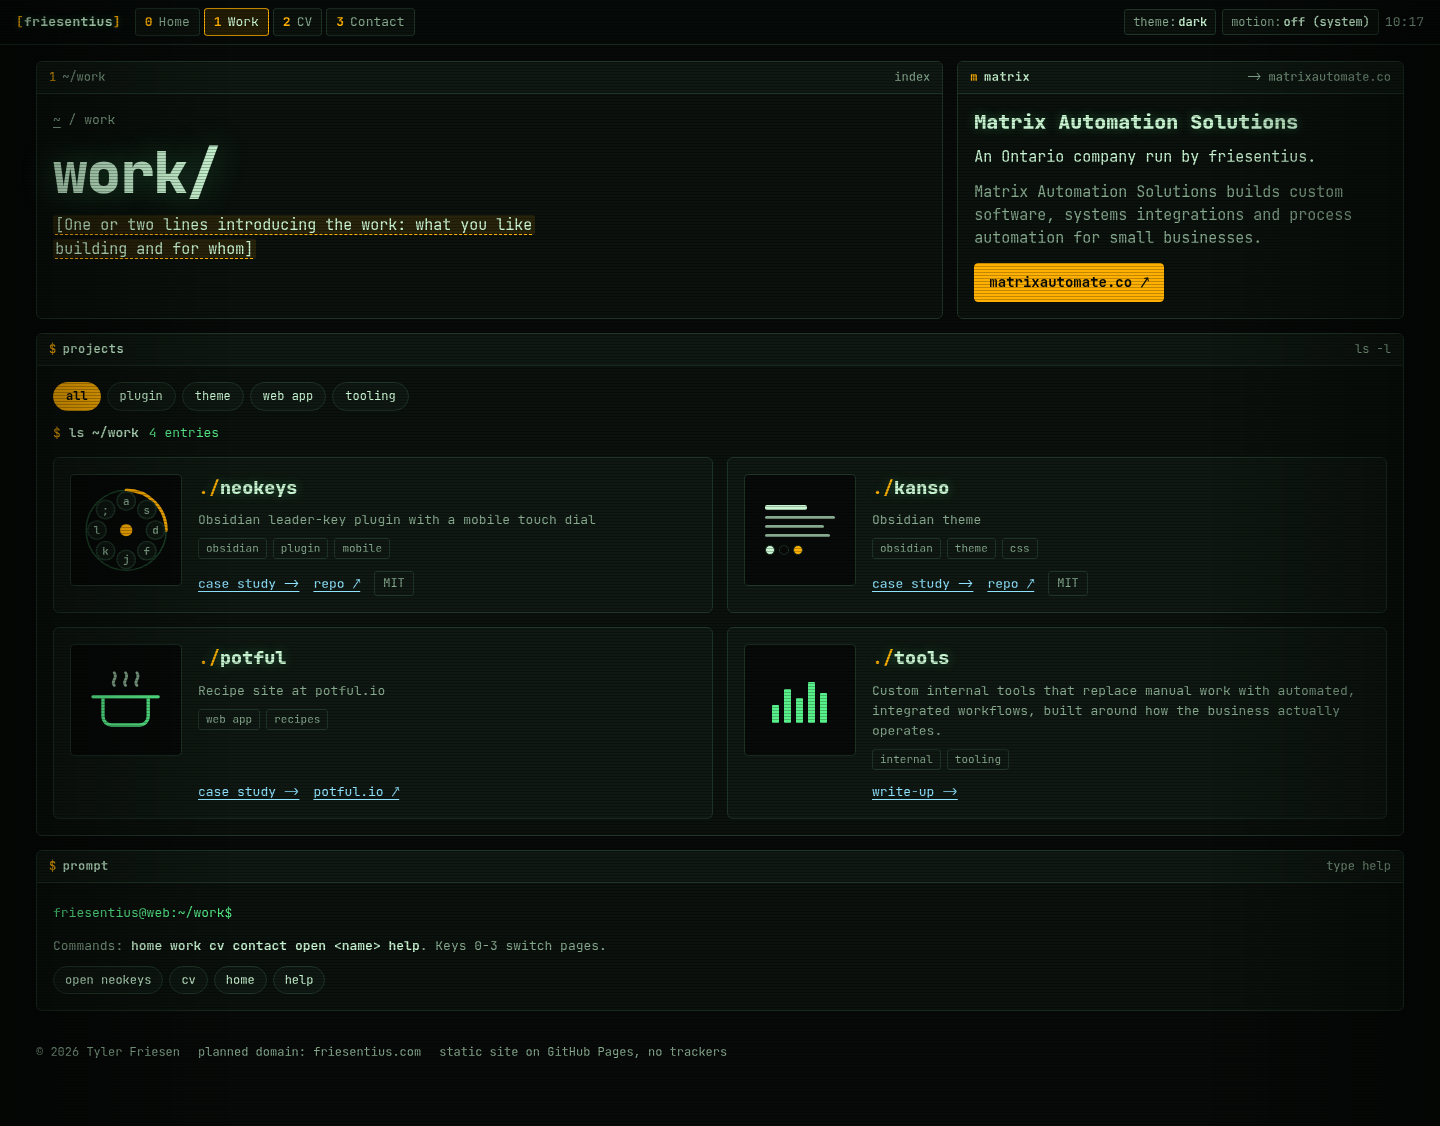 [friesentius] 0 Home 1 Work 2 CV 3 Contact theme:dark motion:off (system) 10:17
1 ~/work index
~ / work
work/
[One or two lines introducing the work: what you like
building and for whom]
m matrix → matrixautomate.co
Matrix Automation Solutions
An Ontario company run by friesentius.
Matrix Automation Solutions builds custom
software, systems integrations and process
automation for small businesses.
matrixautomate.co ↗
$ projects ls -l
all plugin theme web app tooling
$ ls ~/work 4 entries
a
; s
l d
k f
j
./neokeys
Obsidian leader-key plugin with a mobile touch dial
obsidian plugin mobile
case study → repo ↗ MIT
./kanso
Obsidian theme
obsidian theme css
case study → repo ↗ MIT
./potful
Recipe site at potful.io
web app recipes
case study → potful.io ↗
./tools
Custom internal tools that replace manual work with automated,
integrated workflows, built around how the business actually
operates.
internal tooling
write-up →
$ prompt type help
friesentius@web:~/work$
Commands: home work cv contact open <name> help. Keys 0-3 switch pages.
open neokeys cv home help
© 2026 Tyler Friesen planned domain: friesentius.com static site on GitHub Pages, no trackers